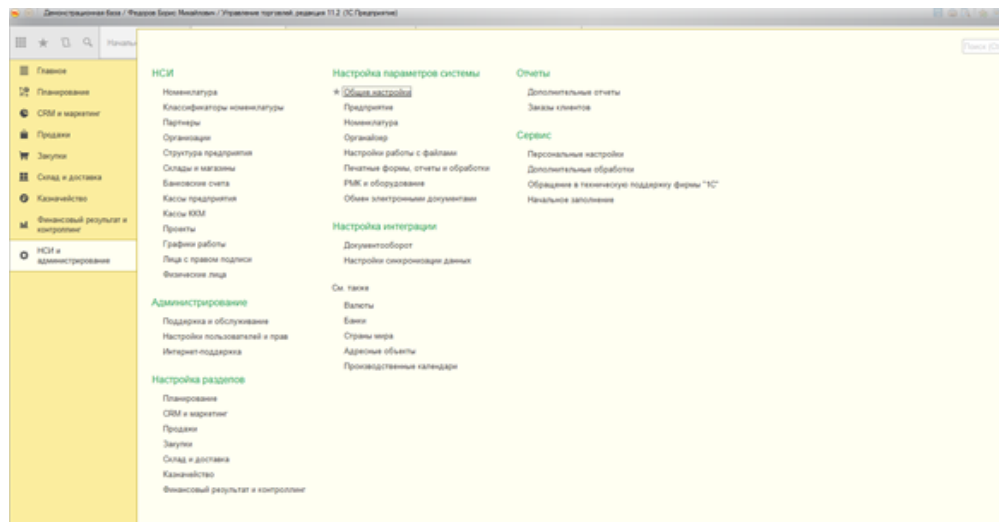 Демонстрационная база / Федоров Борис Михайлович / Управление торговлей, редакция 11.2 (1С:Предприятие)
Начальн
Поиск (Ct
Главное
Планирование
CRM и маркетинг
Продажи
Закупки
Склад и доставка
Казначейство
Финансовый результат и
контроллинг
НСИ и
администрирование
НСИ
Номенклатура
Классификаторы номенклатуры
Партнеры
Организации
Структура предприятия
Склады и магазины
Банковские счета
Кассы предприятия
Кассы ККМ
Проекты
Графики работы
Лица с правом подписи
Физические лица
Администрирование
Поддержка и обслуживание
Настройки пользователей и прав
Интернет-поддержка
Настройка разделов
Планирование
CRM и маркетинг
Продажи
Закупки
Склад и доставка
Казначейство
Финансовый результат и контроллинг
Настройка параметров системы
Общие настройки
Предприятие
Номенклатура
Органайзер
Настройки работы с файлами
Печатные формы, отчеты и обработки
РМК и оборудование
Обмен электронными документами
Настройка интеграции
Документооборот
Настройки синхронизации данных
См. также
Валюты
Банки
Страны мира
Адресные объекты
Производственные календари
Отчеты
Дополнительные отчеты
Заказы клиентов
Сервис
Персональные настройки
Дополнительные обработки
Обращение в техническую поддержку фирмы "1С"
Начальное заполнение